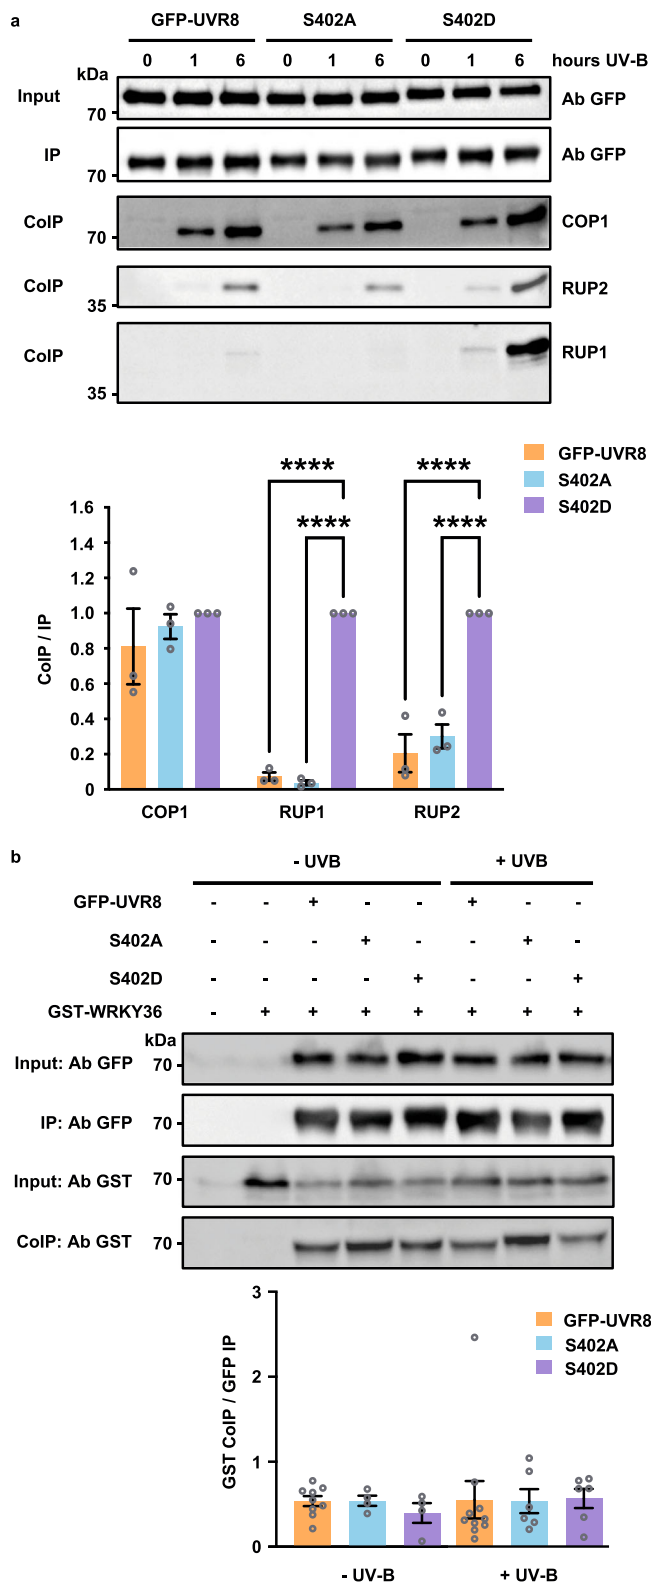 a
GFP-UVR8 S402A S402D
kDa 0 1 6 0 1 6 0 1 6 hours UV-B
Input 70 Ab GFP
IP 70 Ab GFP
CoIP 70 COP1
CoIP 35 RUP2
CoIP 35 RUP1
GFP-UVR8
S402A
S402D
**** ****
**** ****
1.6
1.4
1.2
1.0
0.8
0.6
0.4
0.2
0
CoIP / IP
COP1 RUP1 RUP2
b
- UVB + UVB
GFP-UVR8 - - + - - + - -
S402A - - - + - - + -
S402D - - - - + - - +
GST-WRKY36 - + + + + + + +
kDa
Input: Ab GFP 70
IP: Ab GFP 70
Input: Ab GST 70
CoIP: Ab GST 70
3
2
1
0
GST CoIP / GFP IP
GFP-UVR8
S402A
S402D
- UV-B + UV-B